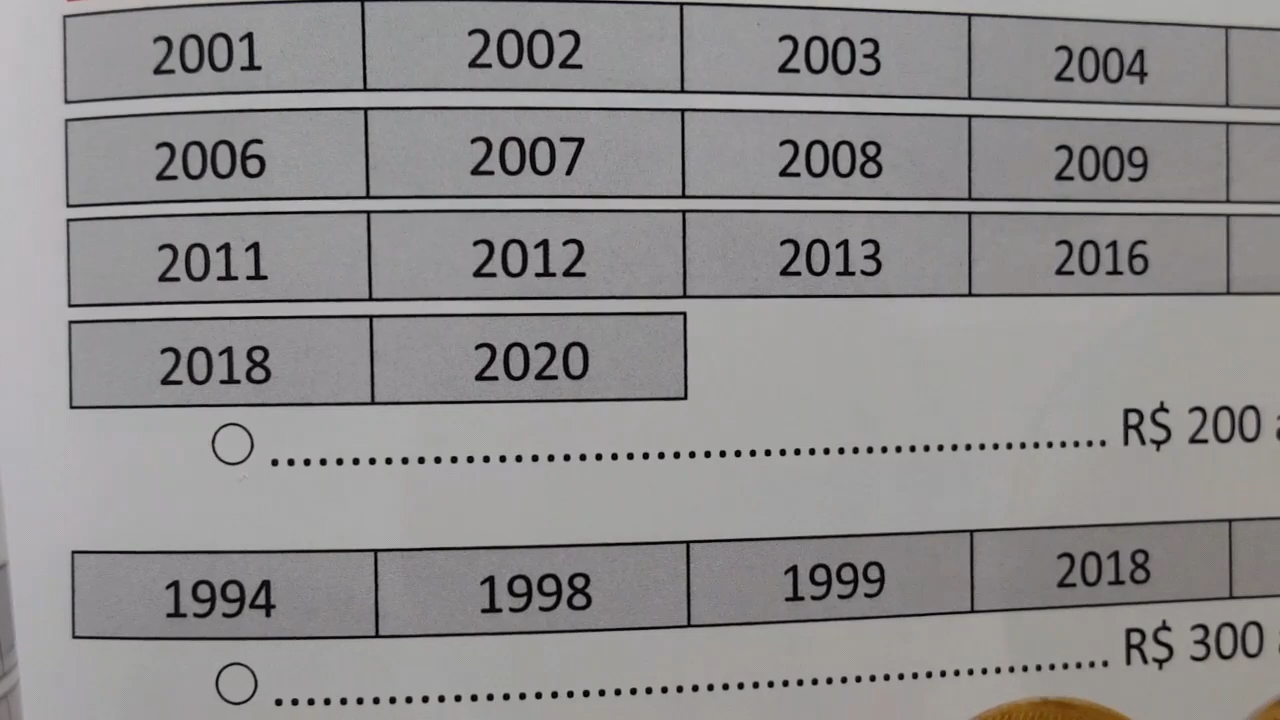 2001 2002 2003 2004
2006 2007 2008 2009
2011 2012 2013 2016
2018 2020
........................................ R$ 200
1994 1998 1999 2018
........................................ R$ 300